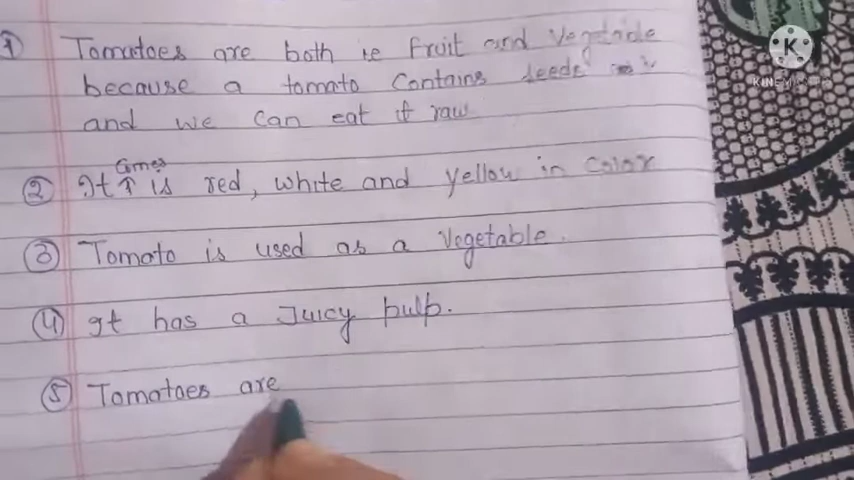 1 Tomatoes are both ie fruit and vegetable
because a tomato contains seeds
and we can eat it raw
2 It comes is red, white and yellow in color
3 Tomato is used as a vegetable.
4 It has a Juicy pulp.
5 Tomatoes are
K
KINEMASTER